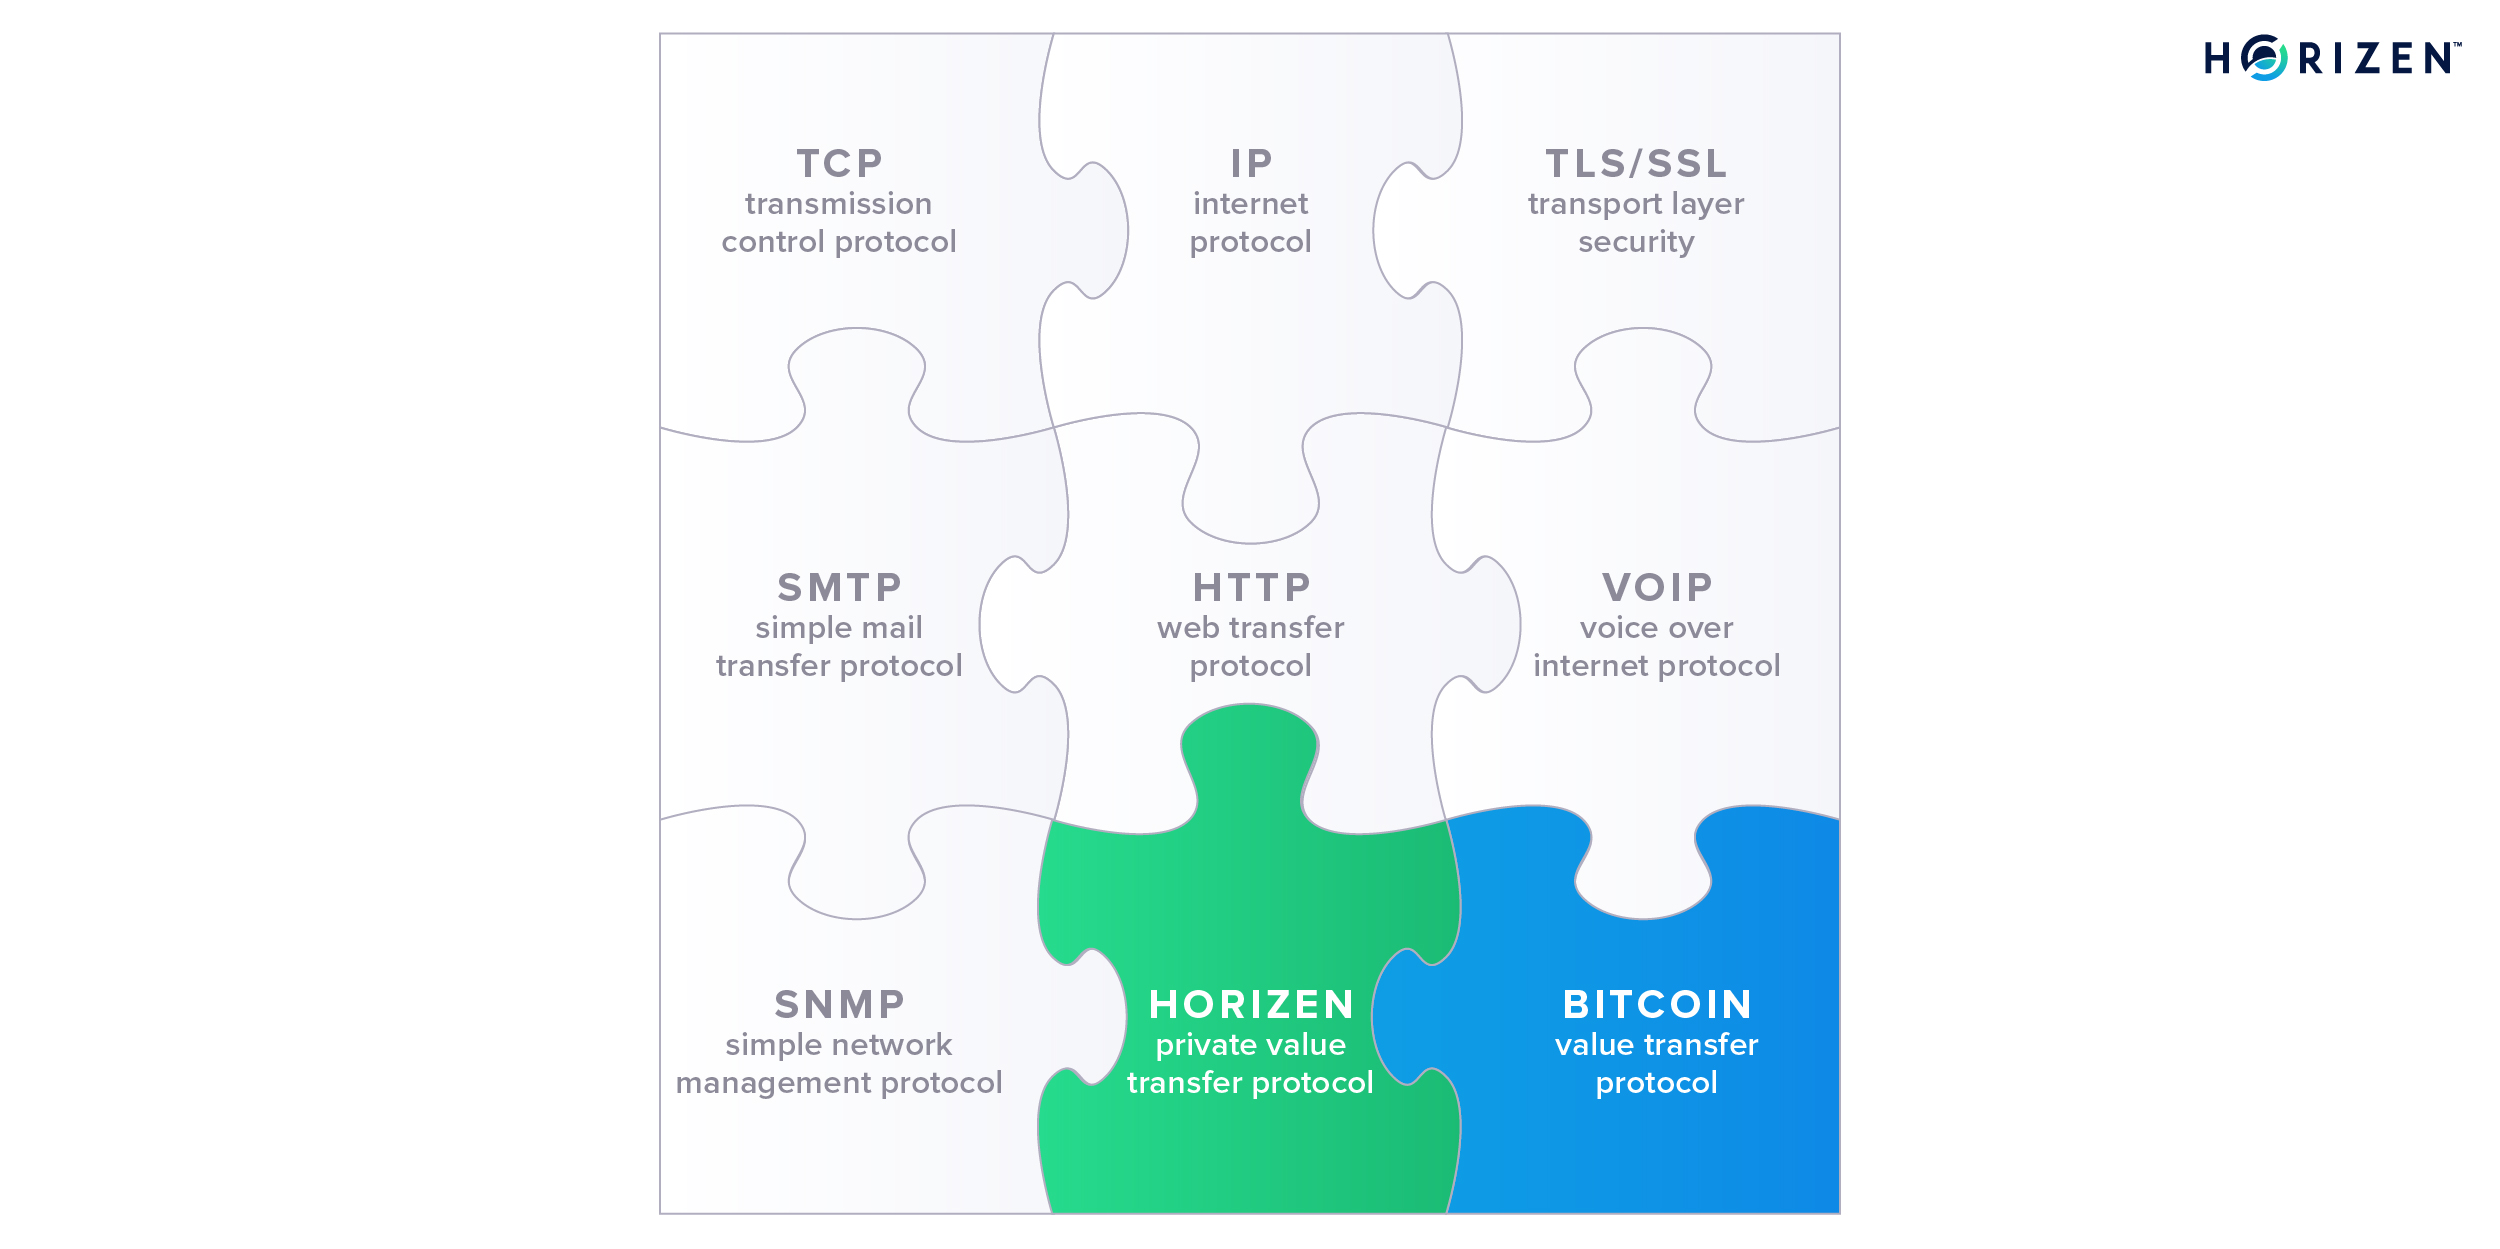 HORIZEN™
TCP
transmission
control protocol
IP
internet
protocol
TLS/SSL
transport layer
security
SMTP
simple mail
transfer protocol
HTTP
web transfer
protocol
VOIP
voice over
internet protocol
SNMP
simple network
management protocol
HORIZEN
private value
transfer protocol
BITCOIN
value transfer
protocol